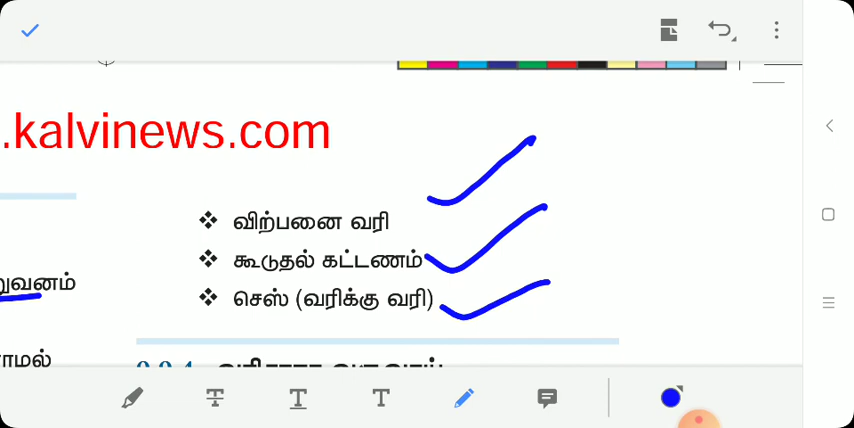 .kalvinews.com
❖ விற்பனை வரி
❖ கூடுதல் கட்டணம்
❖ செஸ் (வரிக்கு வரி)